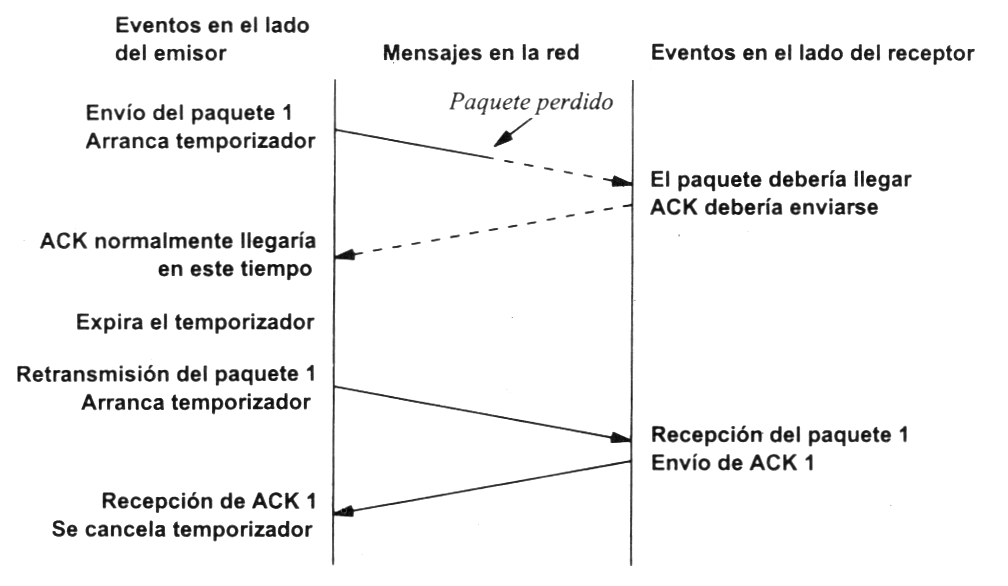 Eventos en el lado
del emisor
Mensajes en la red
Eventos en el lado del receptor
Paquete perdido
Envío del paquete 1
Arranca temporizador
El paquete debería llegar
ACK debería enviarse
ACK normalmente llegaría
en este tiempo
Expira el temporizador
Retransmisión del paquete 1
Arranca temporizador
Recepción del paquete 1
Envío de ACK 1
Recepción de ACK 1
Se cancela temporizador